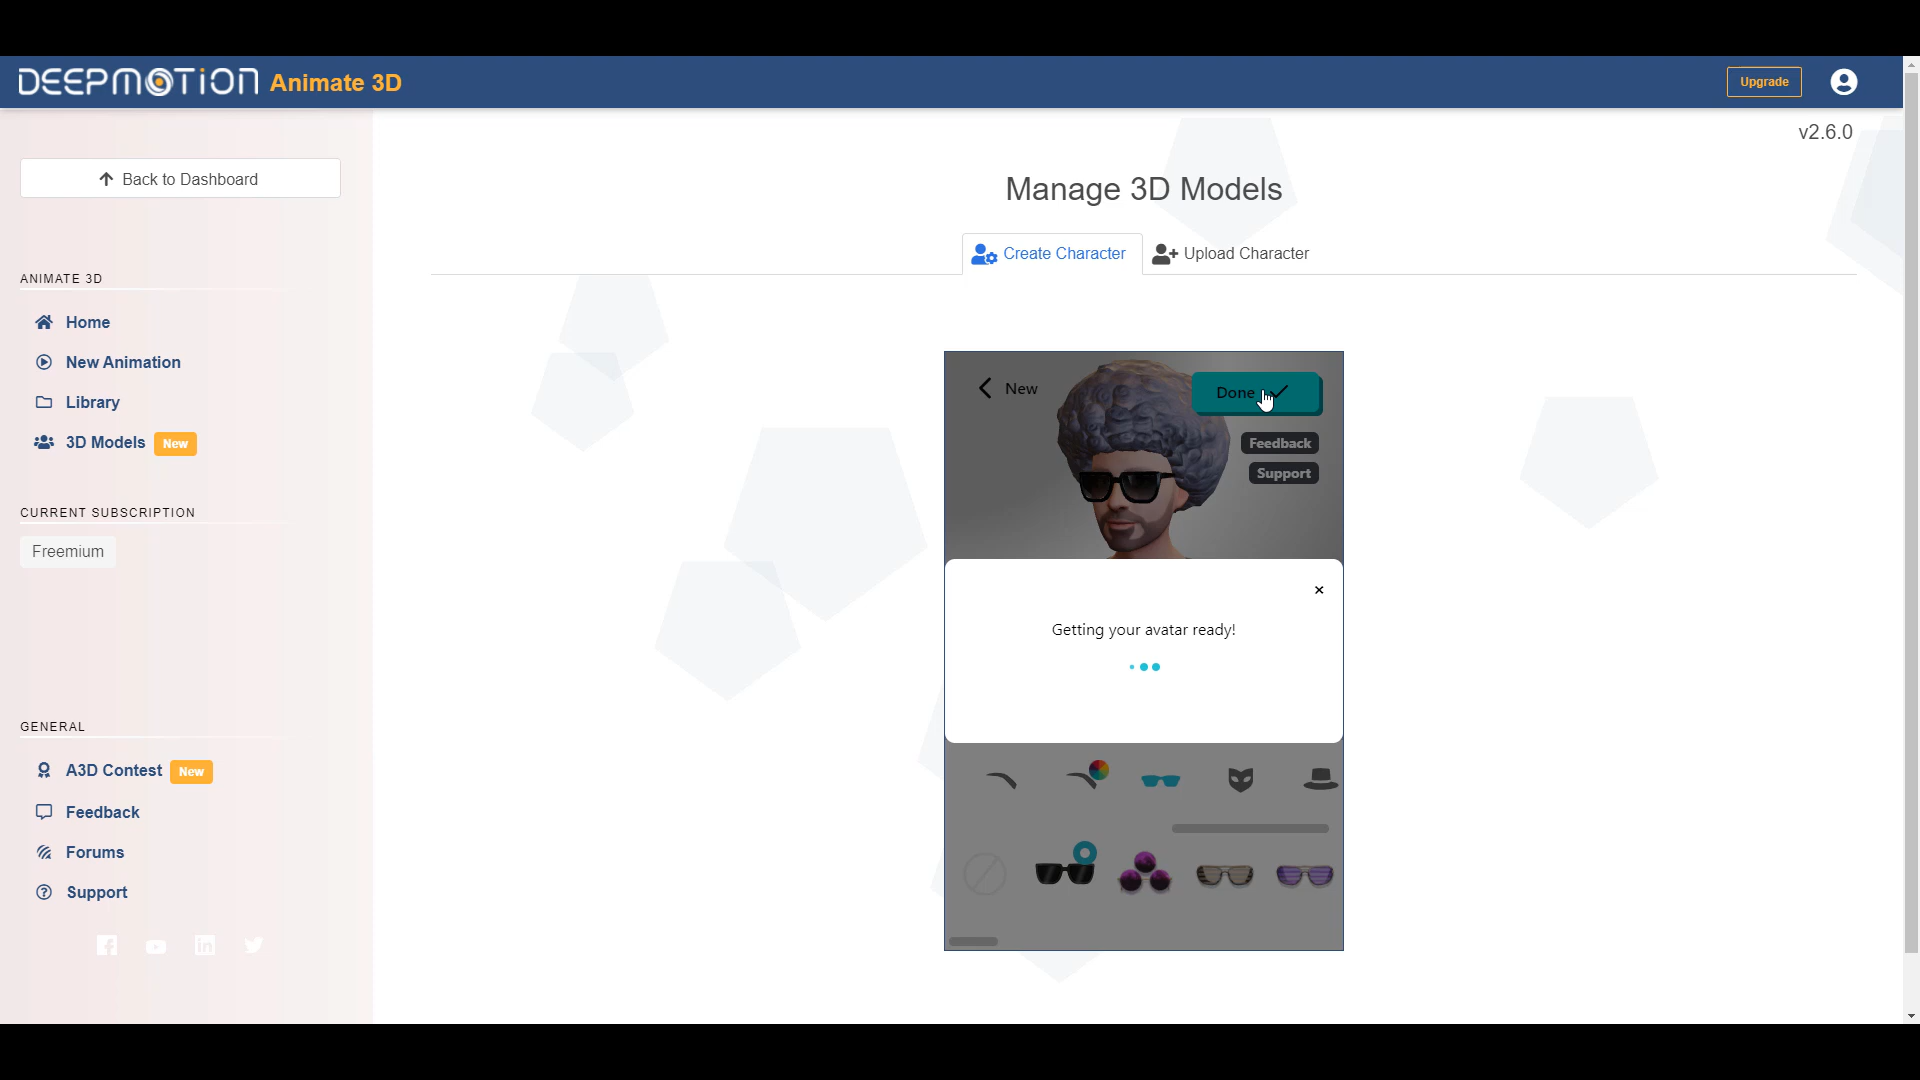 DEEPMOTION Animate 3D
Upgrade
v2.6.0
Back to Dashboard
Manage 3D Models
Create Character
Upload Character
ANIMATE 3D
Home
New Animation
Library
3D Models New
CURRENT SUBSCRIPTION
Freemium
GENERAL
A3D Contest New
Feedback
Forums
Support
New
Done
Feedback
Support
Getting your avatar ready!